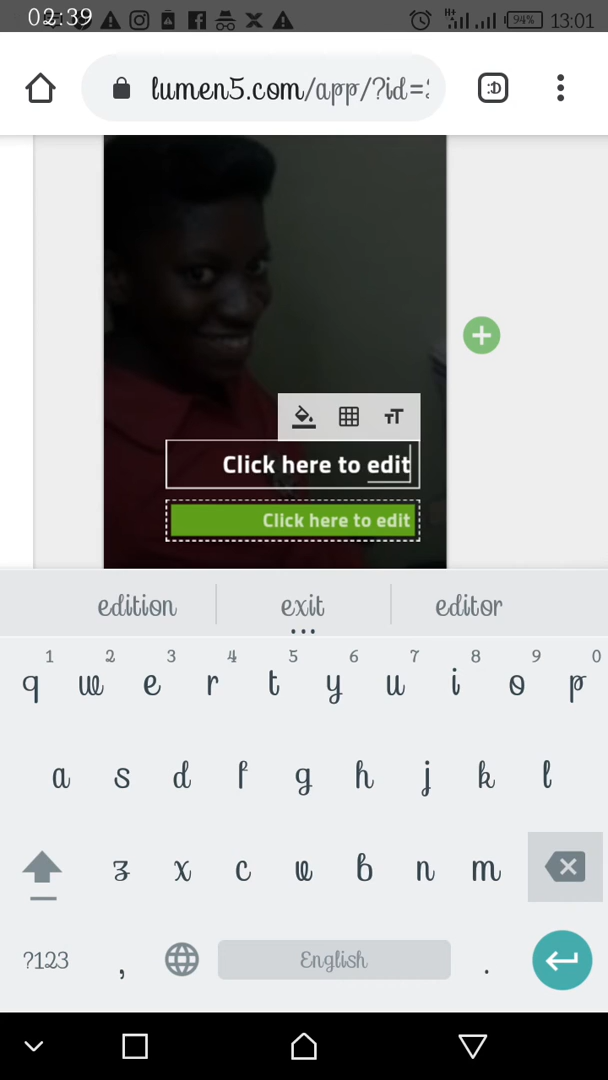 02:39 94% 13:01
lumen5.com/app/?id=
:D
Click here to edit
Click here to edit
edition exit editor
1 2 3 4 5 6 7 8 9 0
q w e r t y u i o p
a s d f g h j k l
z x c v b n m
?123 , English .